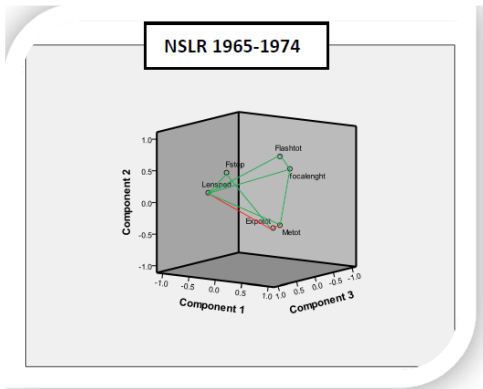 NSLR 1965-1974
Component 2
1.0
0.5
0.0
-0.5
-1.0
Flashtot
Fstop
focalenght
Lensped
Expotot
Metot
-1.0 -0.5 0.0 0.5 1.0
1.0 0.5 0.0 -0.5 -1.0
Component 1
Component 3